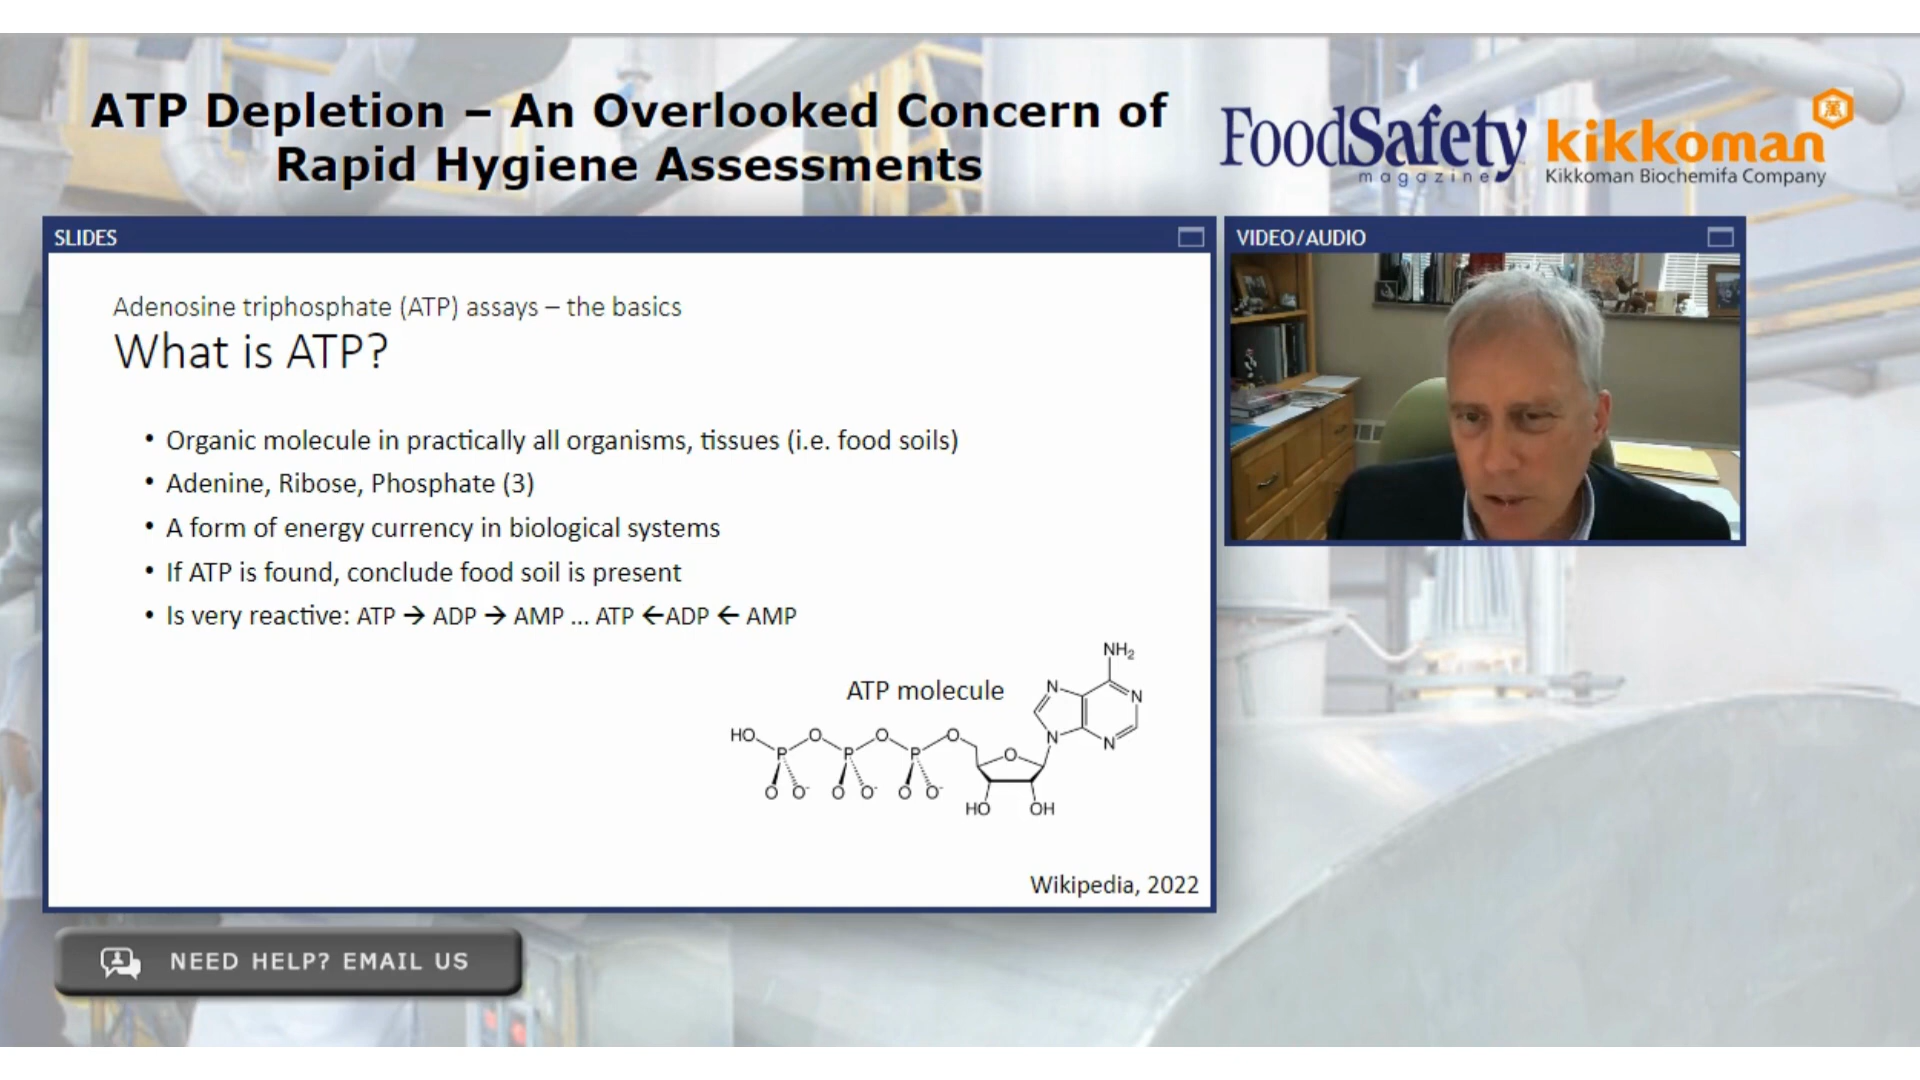 ATP Depletion – An Overlooked Concern of
Rapid Hygiene Assessments
FoodSafety
magazine
kikkoman
Kikkoman Biochemifa Company
SLIDES
VIDEO/AUDIO
Adenosine triphosphate (ATP) assays – the basics
What is ATP?
• Organic molecule in practically all organisms, tissues (i.e. food soils)
• Adenine, Ribose, Phosphate (3)
• A form of energy currency in biological systems
• If ATP is found, conclude food soil is present
• Is very reactive: ATP → ADP → AMP ... ATP ←ADP ← AMP
ATP molecule
NH₂
N N
N N
HO O O O O
P P P
O O⁻ O O⁻ O O⁻
HO OH
Wikipedia, 2022
NEED HELP? EMAIL US